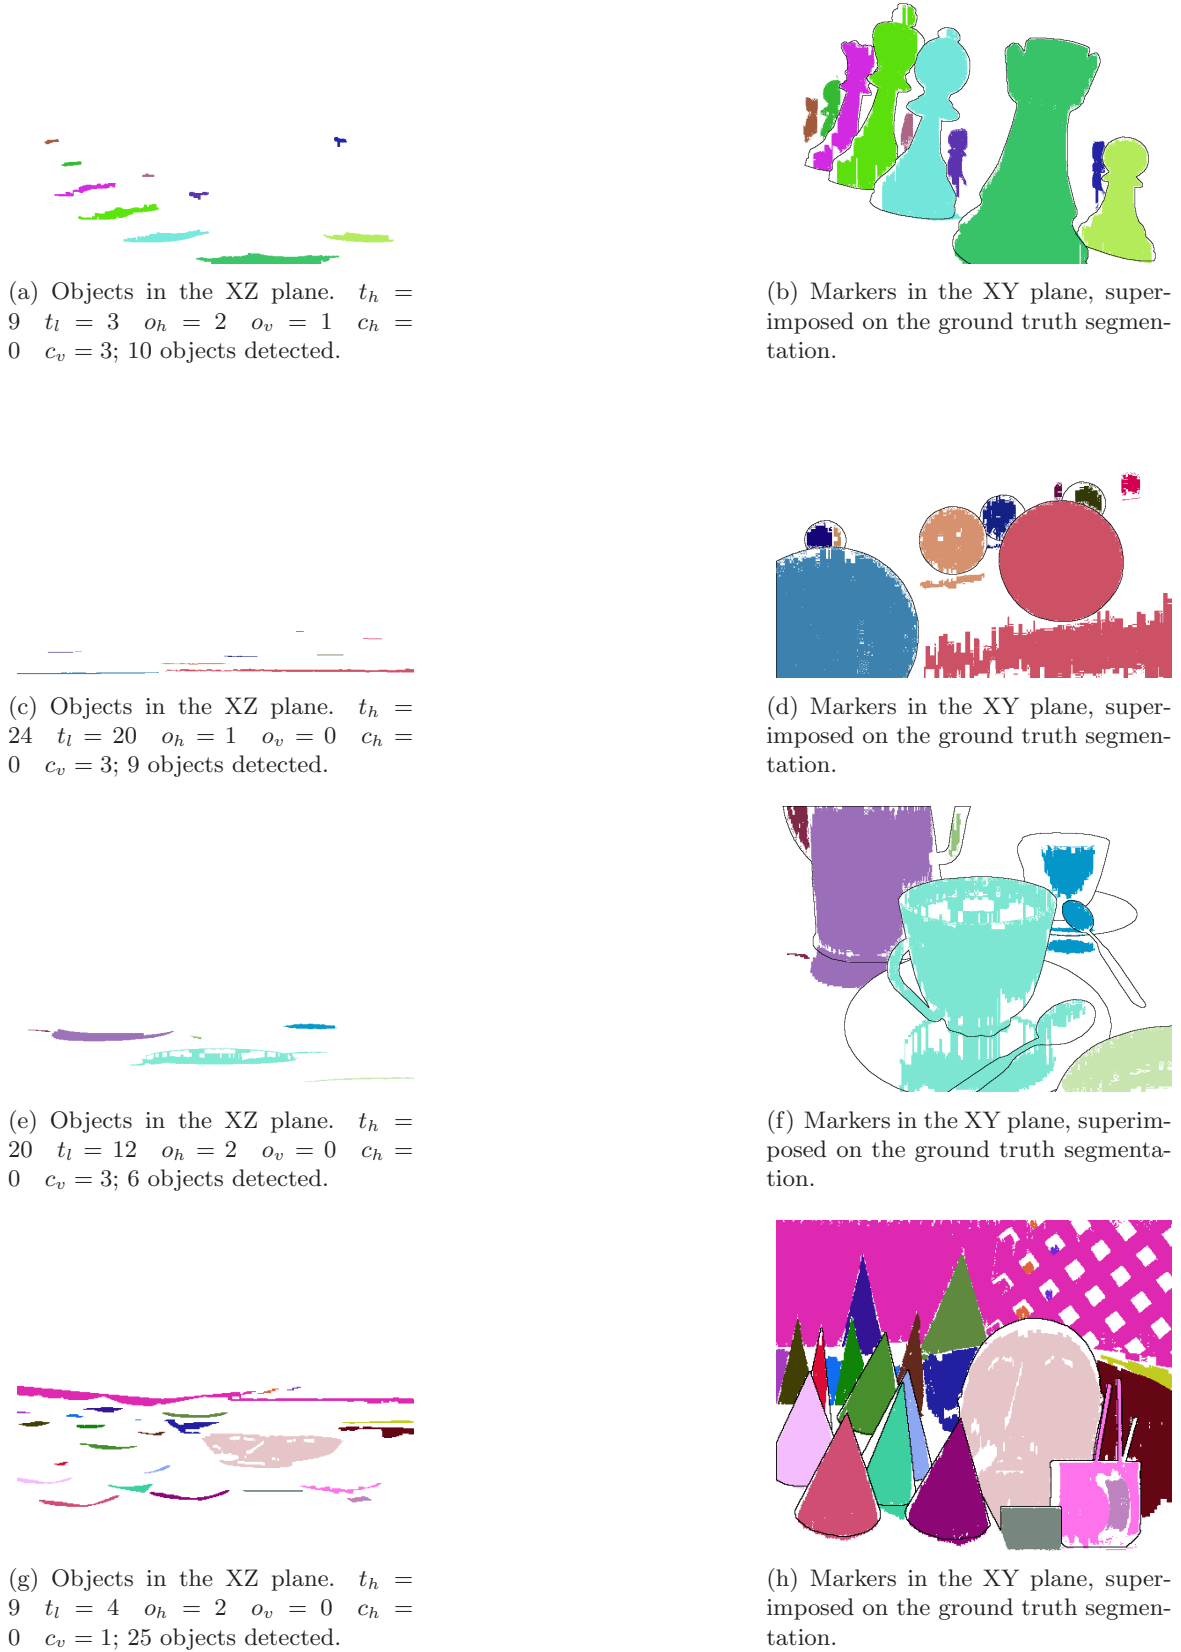 (a) Objects in the XZ plane. t_h =
9 t_l = 3 o_h = 2 o_v = 1 c_h =
0 c_v = 3; 10 objects detected.
(b) Markers in the XY plane, super-
imposed on the ground truth segmen-
tation.
(c) Objects in the XZ plane. t_h =
24 t_l = 20 o_h = 1 o_v = 0 c_h =
0 c_v = 3; 9 objects detected.
(d) Markers in the XY plane, super-
imposed on the ground truth segmen-
tation.
(e) Objects in the XZ plane. t_h =
20 t_l = 12 o_h = 2 o_v = 0 c_h =
0 c_v = 3; 6 objects detected.
(f) Markers in the XY plane, superim-
posed on the ground truth segmenta-
tion.
(g) Objects in the XZ plane. t_h =
9 t_l = 4 o_h = 2 o_v = 0 c_h =
0 c_v = 1; 25 objects detected.
(h) Markers in the XY plane, super-
imposed on the ground truth segmen-
tation.